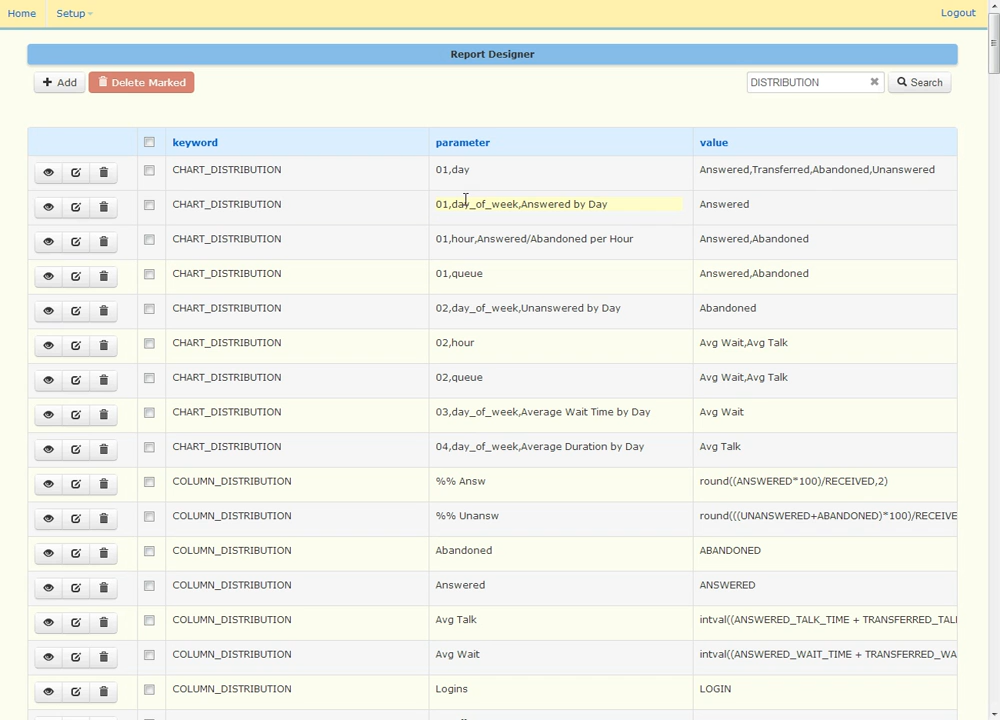 Home Setup Logout
Report Designer
Add Delete Marked DISTRIBUTION Search
keyword parameter value
CHART_DISTRIBUTION 01,day Answered,Transferred,Abandoned,Unanswered
CHART_DISTRIBUTION 01,day_of_week,Answered by Day Answered
CHART_DISTRIBUTION 01,hour,Answered/Abandoned per Hour Answered,Abandoned
CHART_DISTRIBUTION 01,queue Answered,Abandoned
CHART_DISTRIBUTION 02,day_of_week,Unanswered by Day Abandoned
CHART_DISTRIBUTION 02,hour Avg Wait,Avg Talk
CHART_DISTRIBUTION 02,queue Avg Wait,Avg Talk
CHART_DISTRIBUTION 03,day_of_week,Average Wait Time by Day Avg Wait
CHART_DISTRIBUTION 04,day_of_week,Average Duration by Day Avg Talk
COLUMN_DISTRIBUTION %% Answ round((ANSWERED*100)/RECEIVED,2)
COLUMN_DISTRIBUTION %% Unansw round(((UNANSWERED+ABANDONED)*100)/RECEIVE
COLUMN_DISTRIBUTION Abandoned ABANDONED
COLUMN_DISTRIBUTION Answered ANSWERED
COLUMN_DISTRIBUTION Avg Talk intval((ANSWERED_TALK_TIME + TRANSFERRED_TAL
COLUMN_DISTRIBUTION Avg Wait intval((ANSWERED_WAIT_TIME + TRANSFERRED_WA
COLUMN_DISTRIBUTION Logins LOGIN